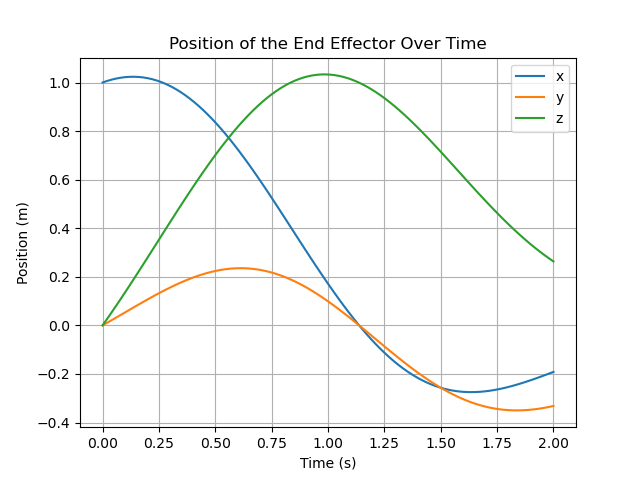 Position of the End Effector Over Time
x
y
z
1.0
0.8
0.6
0.4
0.2
0.0
−0.2
−0.4
Position (m)
0.00 0.25 0.50 0.75 1.00 1.25 1.50 1.75 2.00
Time (s)